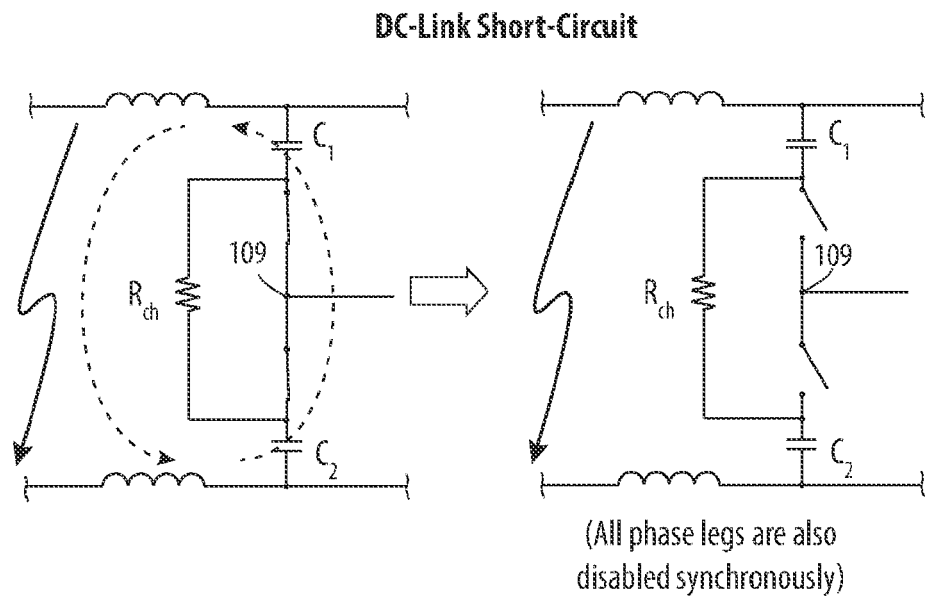 DC-Link Short-Circuit
C1
109
Rch
C2
C1
109
Rch
C2
(All phase legs are also
disabled synchronously)